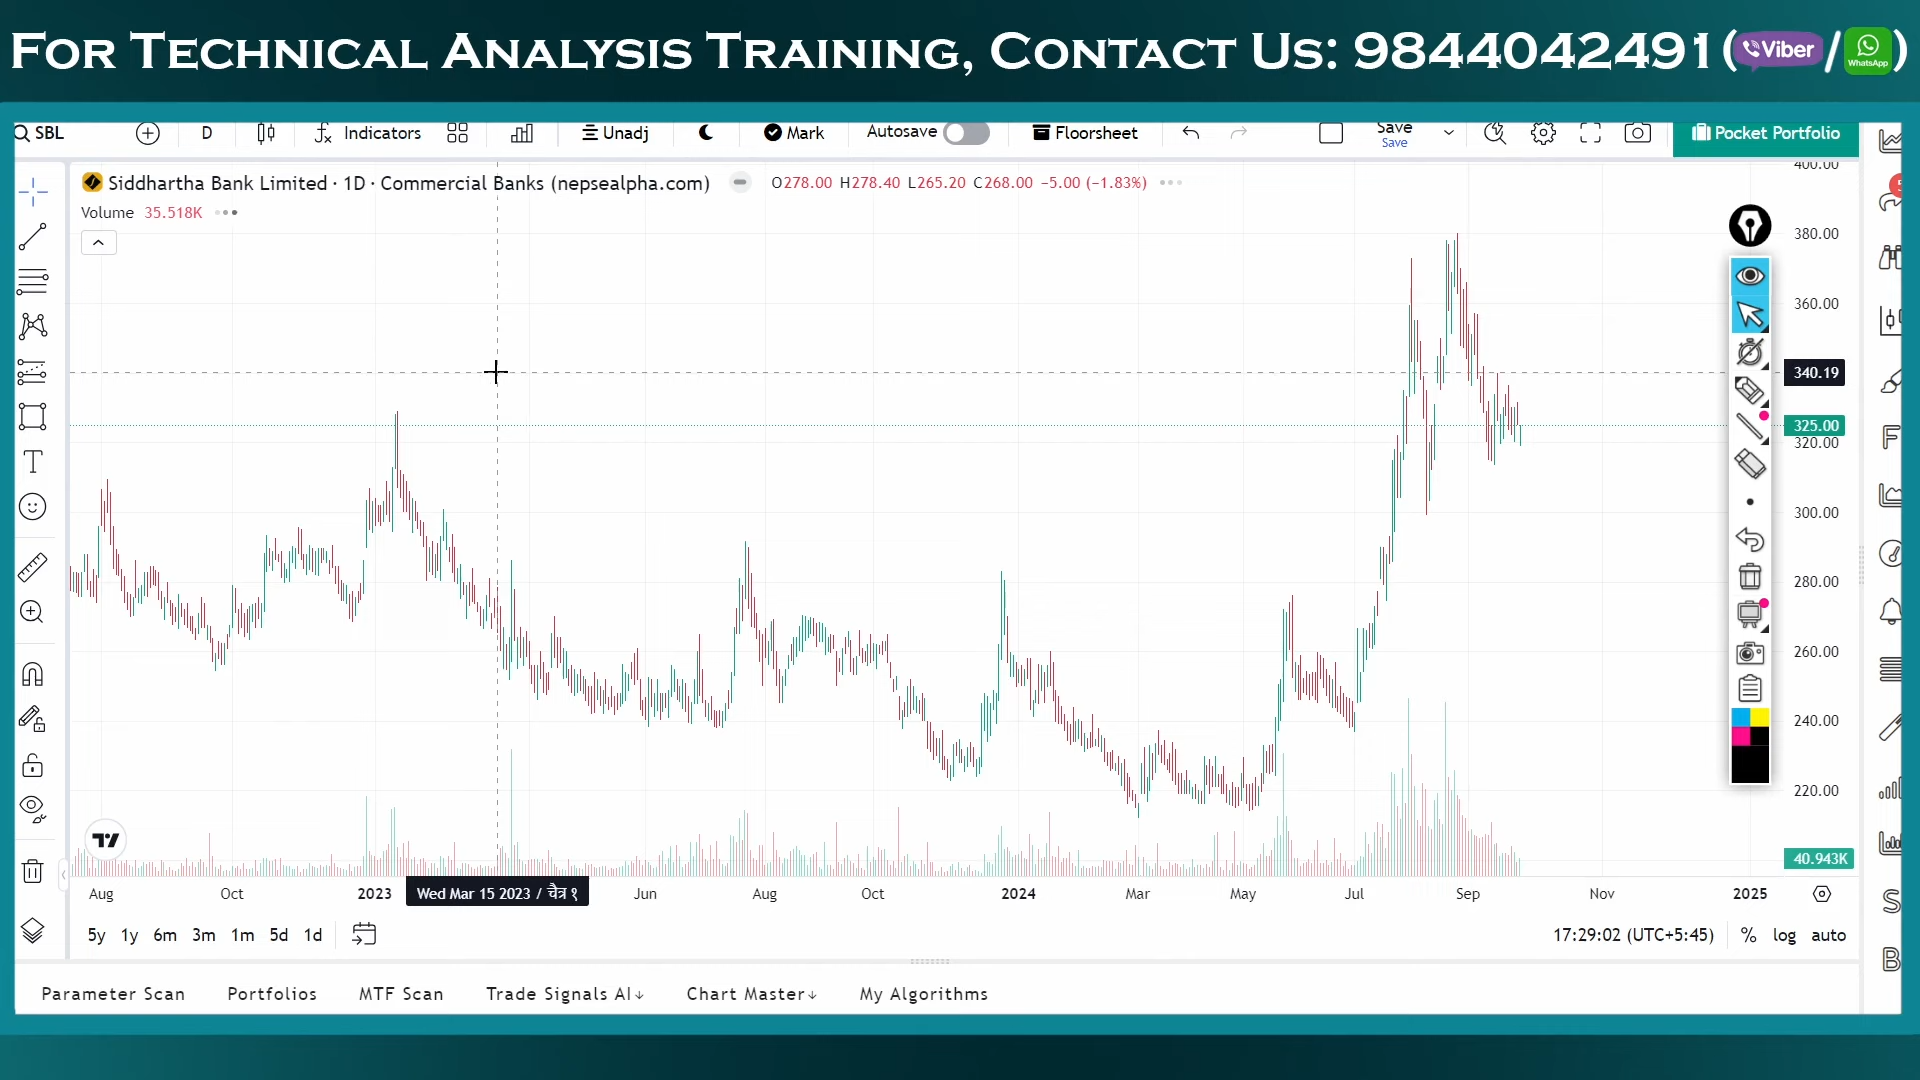 FOR TECHNICAL ANALYSIS TRAINING, CONTACT US: 9844042491 (Viber / WhatsApp)
SBL D Indicators Unadj Mark Autosave Floorsheet Save Save Pocket Portfolio
Siddhartha Bank Limited · 1D · Commercial Banks (nepsealpha.com) O278.00 H278.40 L265.20 C268.00 −5.00 (−1.83%)
Volume 35.518K
400.00
380.00
360.00
340.19
325.00
320.00
300.00
280.00
260.00
240.00
220.00
40.943K
Aug Oct 2023 Wed Mar 15 2023 / चैत्र १ Jun Aug Oct 2024 Mar May Jul Sep Nov 2025
5y 1y 6m 3m 1m 5d 1d 17:29:02 (UTC+5:45) % log auto
Parameter Scan Portfolios MTF Scan Trade Signals AI↓ Chart Master↓ My Algorithms
F
S
B